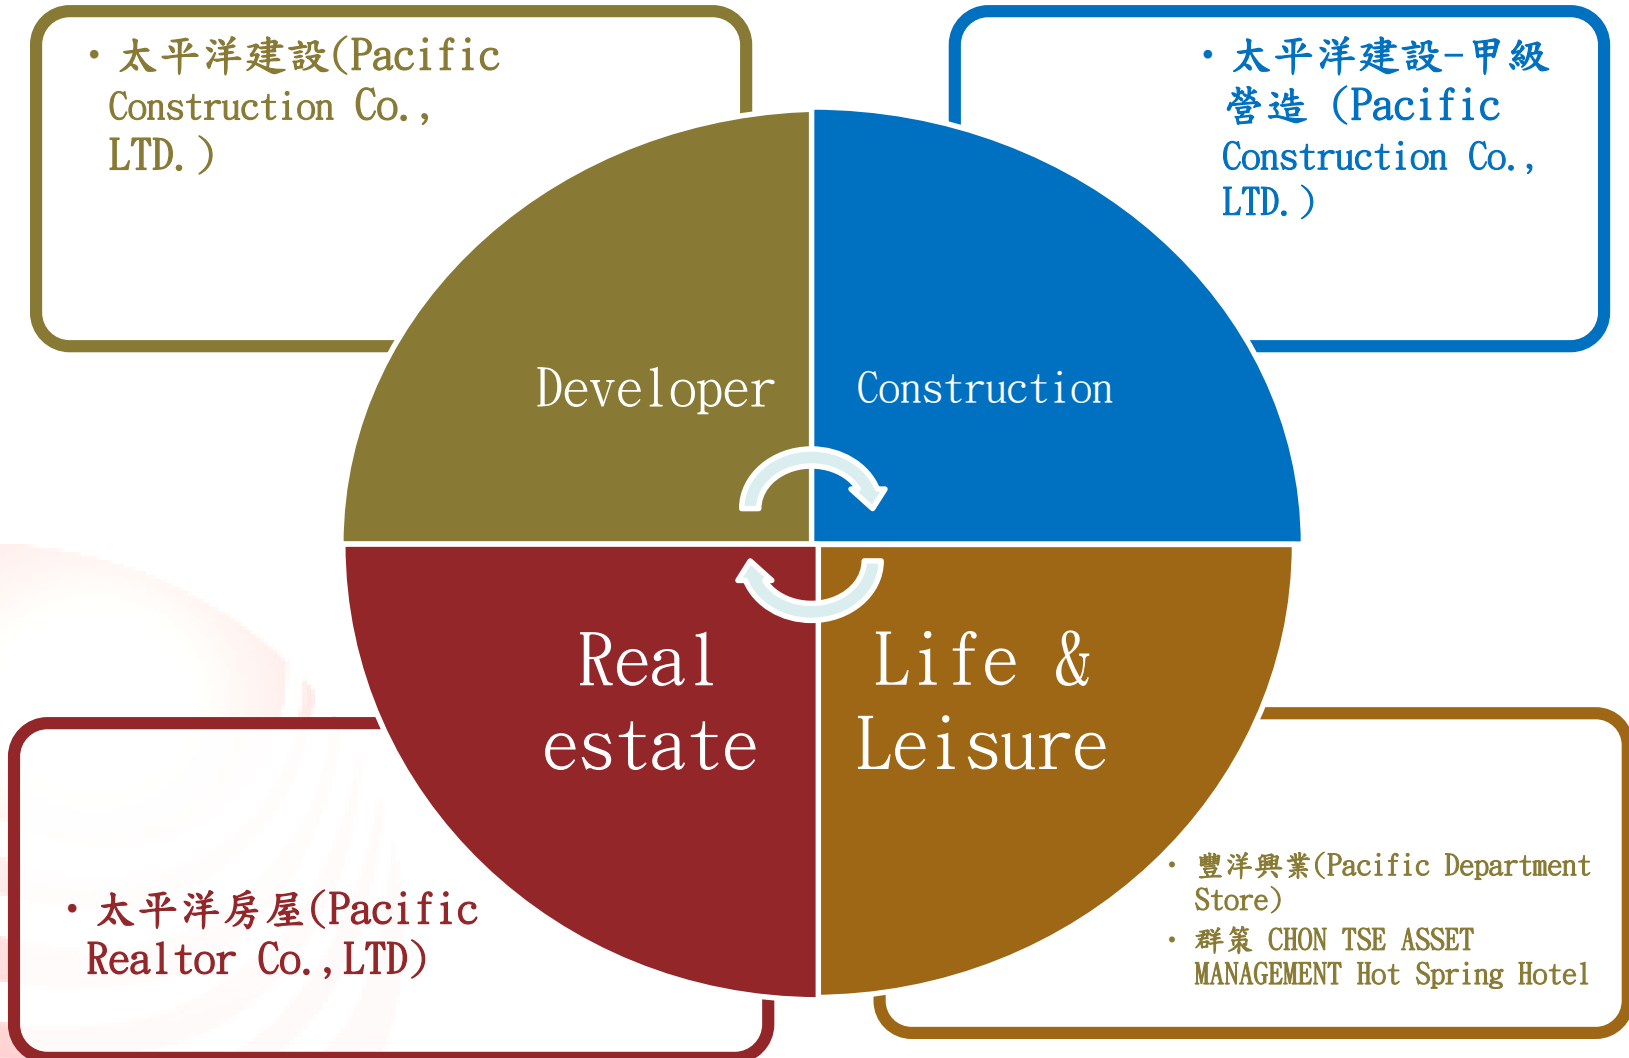 ・太平洋建設(Pacific
Construction Co.,
LTD.)
・太平洋建設-甲級
營造 (Pacific
Construction Co.,
LTD.)
Developer
Construction
Real
estate
Life &
Leisure
・太平洋房屋(Pacific
Realtor Co.,LTD)
・豐洋興業(Pacific Department
Store)
・群策 CHON TSE ASSET
MANAGEMENT Hot Spring Hotel